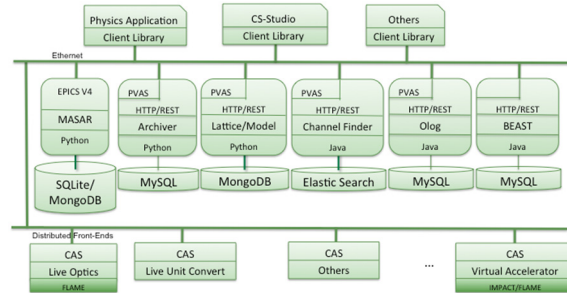 Physics Application
Client Library
CS-Studio
Client Library
Others
Client Library
Ethernet
EPICS V4
MASAR
Python
SQLite/
MongoDB
PVAS
HTTP/REST
Archiver
Python
MySQL
PVAS
HTTP/REST
Lattice/Model
Python
MongoDB
PVAS
HTTP/REST
Channel Finder
Java
Elastic Search
PVAS
HTTP/REST
Olog
Java
MySQL
HTTP/REST
BEAST
Java
MySQL
Distributed Front-Ends
CAS
Live Optics
FLAME
CAS
Live Unit Convert
CAS
Others
...
CAS
Virtual Accelerator
IMPACT/FLAME